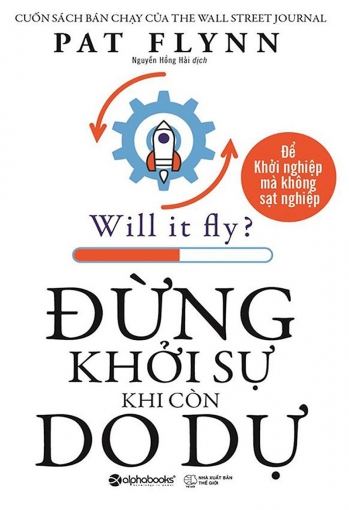 CUỐN SÁCH BÁN CHẠY CỦA THE WALL STREET JOURNAL
PAT FLYNN
Nguyễn Hồng Hải dịch
Để
Khởi nghiệp
mà không
sạt nghiệp
Will it fly?
ĐỪNG
KHỞI SỰ
KHI CÒN
DO DỰ
alphabooks
NHÀ XUẤT BẢN
THẾ GIỚI